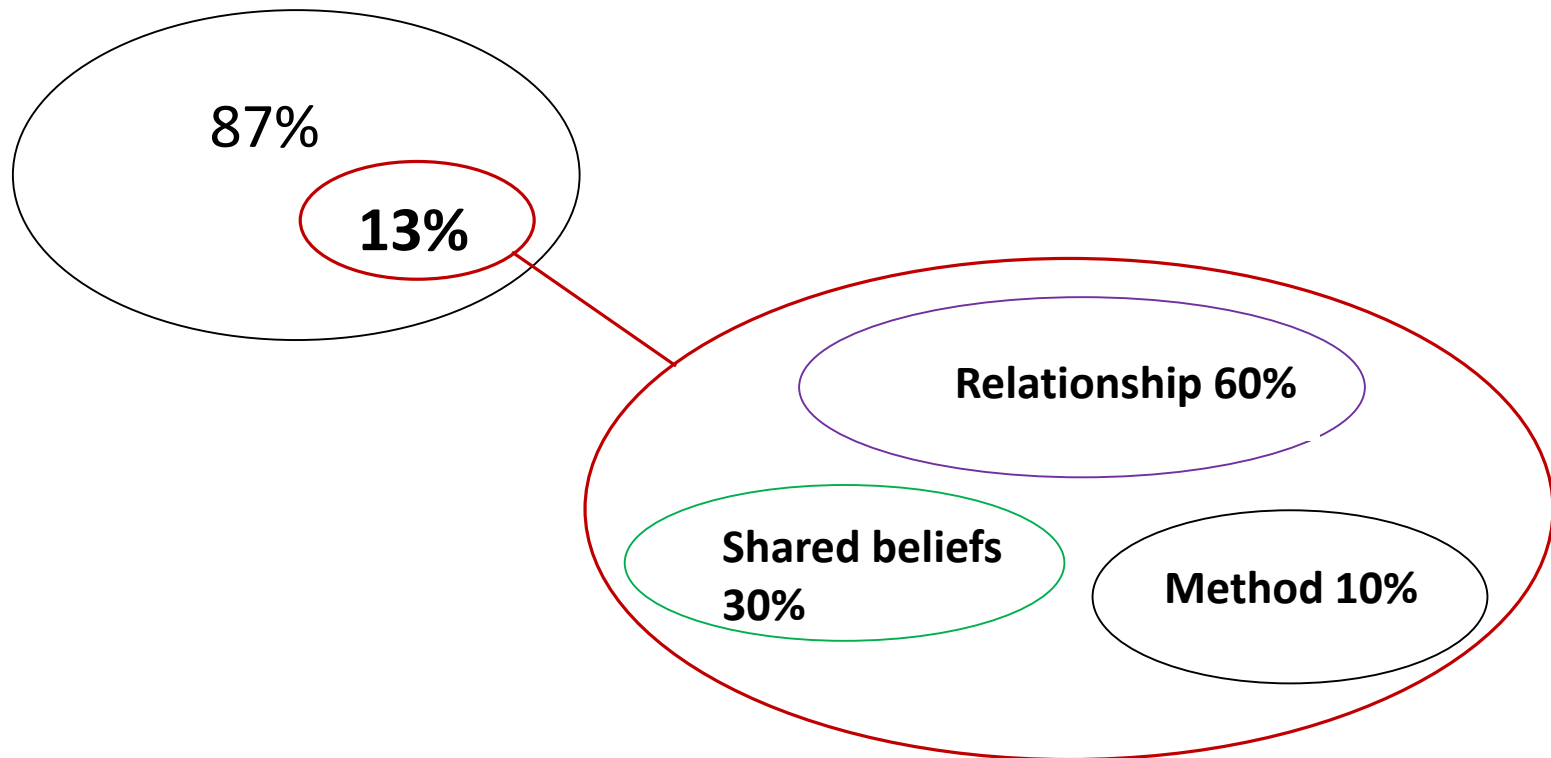 87%
13%
Relationship 60%
Shared beliefs
30%
Method 10%